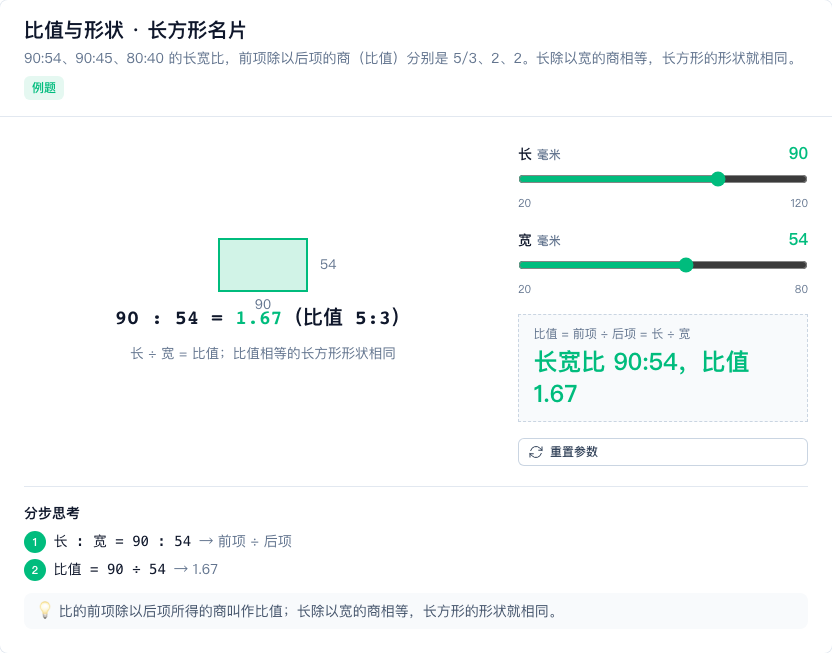 比值与形状 · 长方形名片
90:54、90:45、80:40 的长宽比，前项除以后项的商（比值）分别是 5/3、2、2。长除以宽的商相等，长方形的形状就相同。
例题
长 毫米 90
20 120
宽 毫米 54
20 80
54
90
90 : 54 = 1.67 (比值 5:3)
长 ÷ 宽 = 比值；比值相等的长方形形状相同
比值 = 前项 ÷ 后项 = 长 ÷ 宽
长宽比 90:54，比值
1.67
重置参数
分步思考
1 长 : 宽 = 90 : 54 → 前项 ÷ 后项
2 比值 = 90 ÷ 54 → 1.67
比的前项除以后项所得的商叫作比值；长除以宽的商相等，长方形的形状就相同。